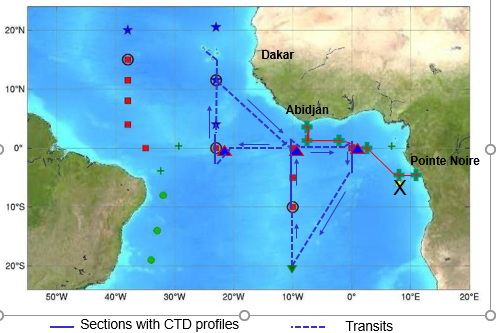 20°N
Dakar
10°N
Abidjan
0°
Pointe Noire
X
10°S
20°S
50°W 40°W 30°W 20°W 10°W 0° 10°E 20°E
Sections with CTD profiles Transits